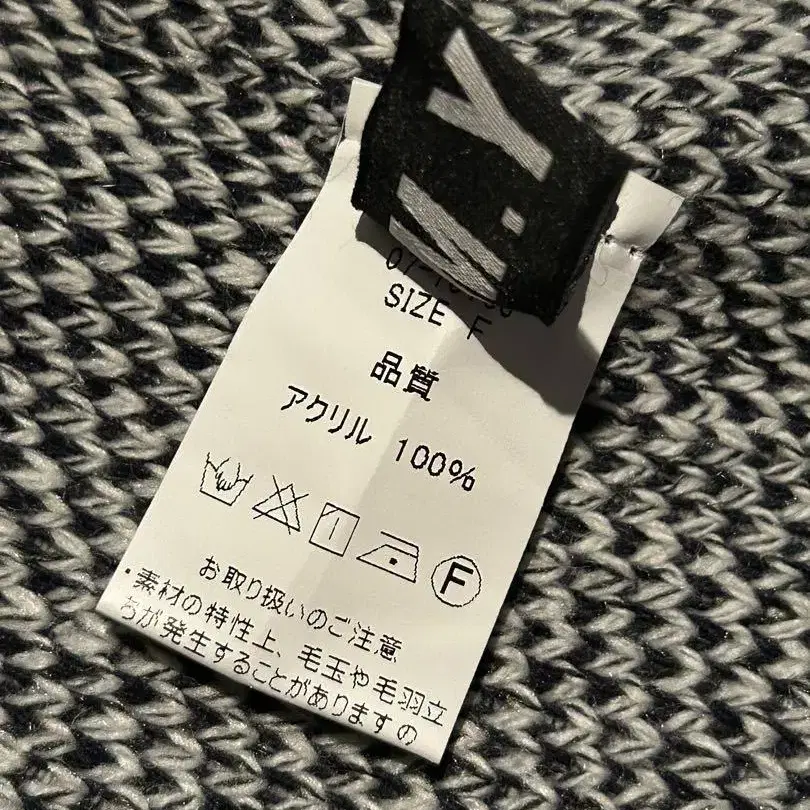 M.Y
SIZE F
品質
アクリル 100%
F
お取り扱いのご注意
・素材の特性上、毛玉や毛羽立
ちが発生することがありますの